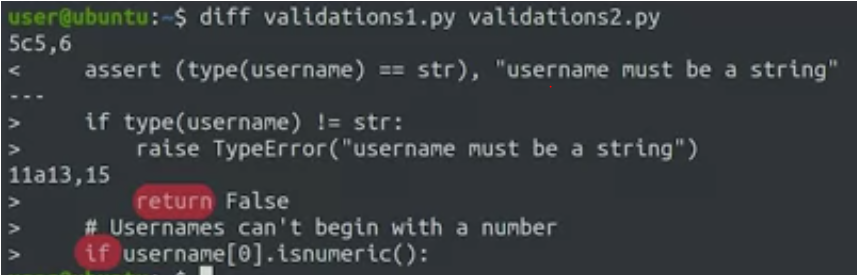 user@ubuntu:~$ diff validations1.py validations2.py
5c5,6
<     assert (type(username) == str), "username must be a string"
---
>     if type(username) != str:
>         raise TypeError("username must be a string")
11a13,15
>         return False
>     # Usernames can't begin with a number
>     if username[0].isnumeric():
user@ubuntu:~$